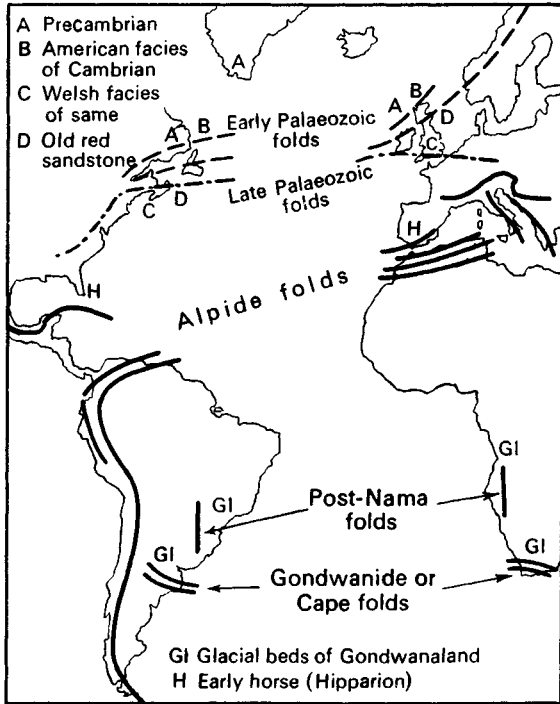 A Precambrian
B American facies
of Cambrian
C Welsh facies
of same
D Old red
sandstone
A
A B
A B
D
C
Early Palaeozoic
folds
Late Palaeozoic
folds
C D
H
H
Alpide folds
GI
GI
Post-Nama
folds
GI
GI
Gondwanide or
Cape folds
GI Glacial beds of Gondwanaland
H Early horse (Hipparion)